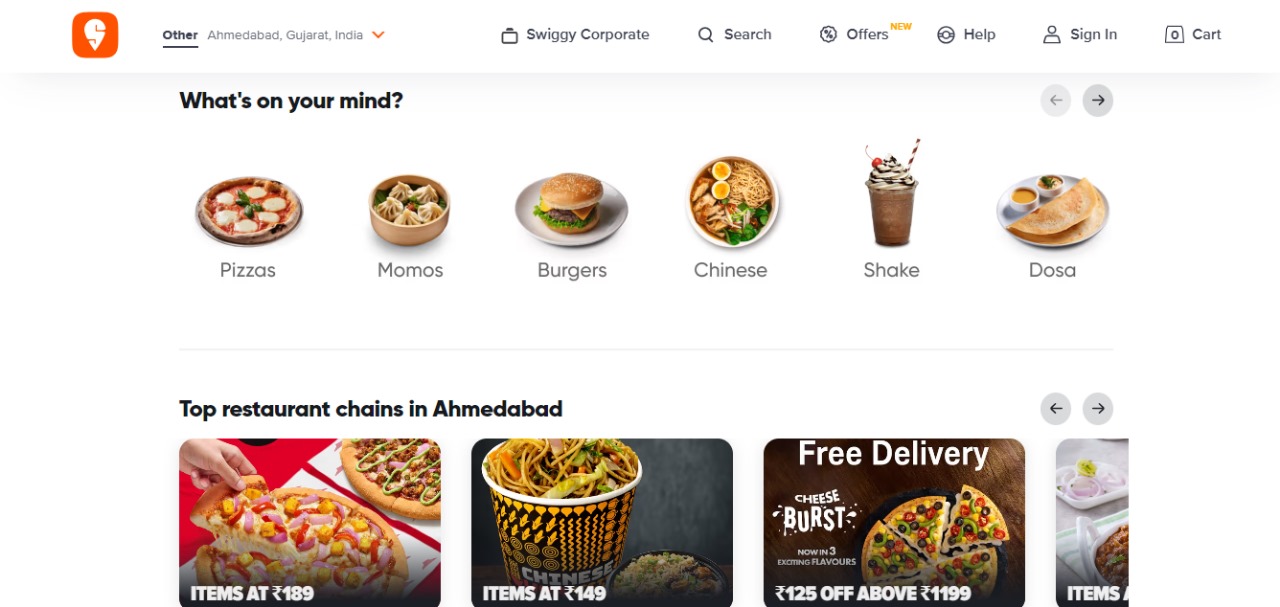 Other Ahmedabad, Gujarat, India Swiggy Corporate Search Offers NEW Help Sign In 0 Cart
What's on your mind?
Pizzas Momos Burgers Chinese Shake Dosa
Top restaurant chains in Ahmedabad
CHINESE
Free Delivery
CHEESE
BURST
NOW IN 3
EXCITING FLAVOURS
ITEMS AT ₹189
ITEMS AT ₹149
₹125 OFF ABOVE ₹1199
ITEMS